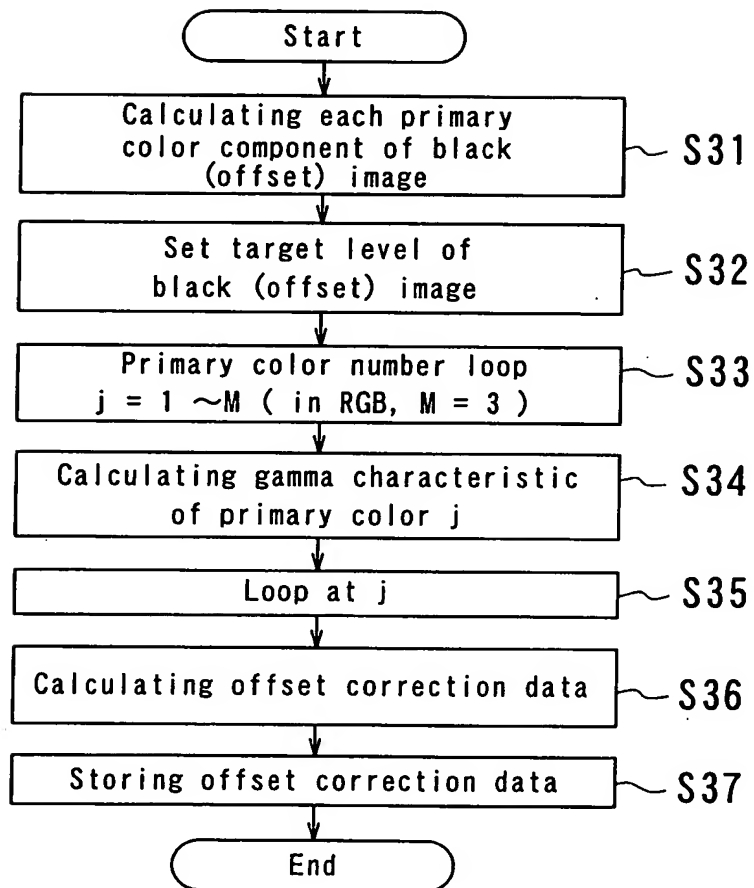 Start
Calculating each primary
color component of black
(offset) image
S31
Set target level of
black (offset) image
S32
Primary color number loop
j = 1 ~M ( in RGB, M = 3 )
S33
Calculating gamma characteristic
of primary color j
S34
Loop at j
S35
Calculating offset correction data
S36
Storing offset correction data
S37
End